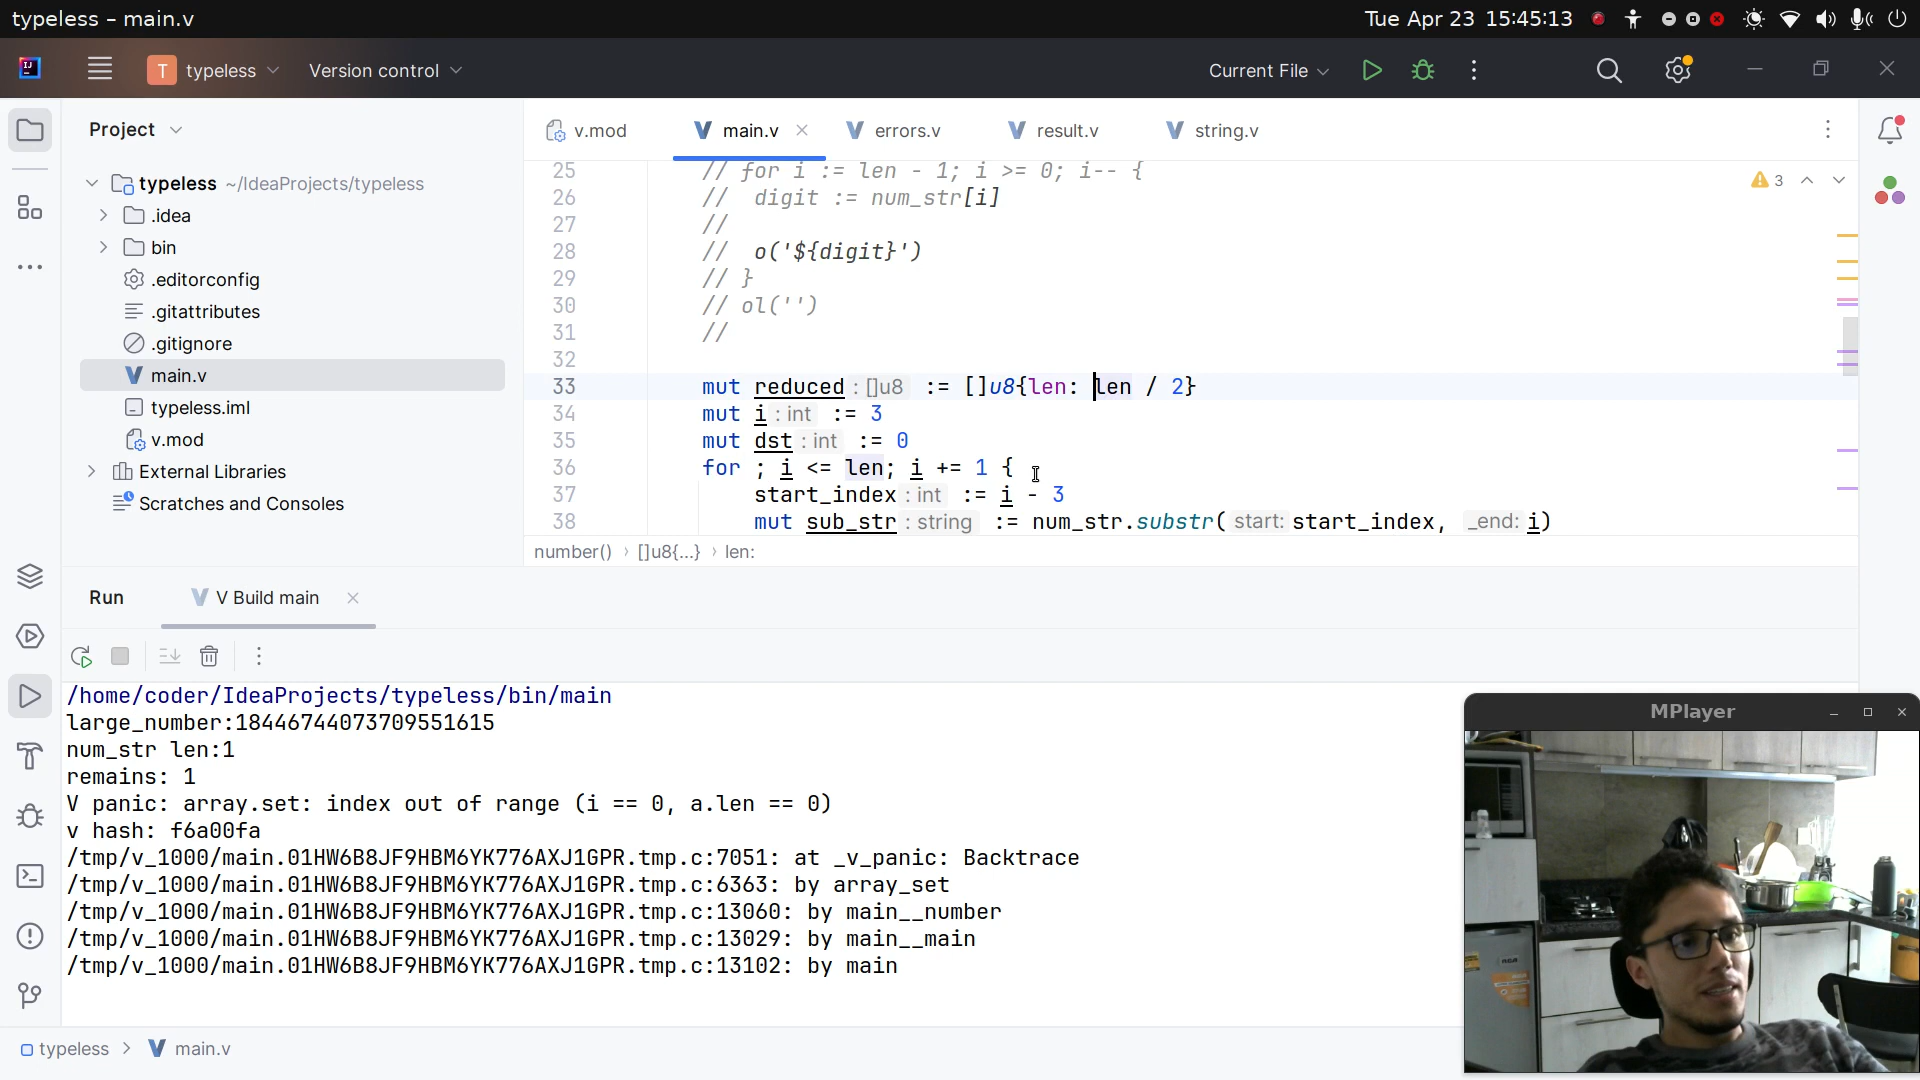 typeless – main.v
Tue Apr 23 15:45:13
IJ
T typeless
Version control
Current File
Project
v.mod
main.v
errors.v
result.v
string.v
typeless ~/IdeaProjects/typeless
.idea
bin
.editorconfig
.gitattributes
.gitignore
main.v
typeless.iml
v.mod
External Libraries
Scratches and Consoles
3
25 // for i := len - 1; i >= 0; i-- {
26 // digit := num_str[i]
27 //
28 // o('${digit}')
29 // }
30 // ol('')
31 //
32
33 mut reduced : []u8 := []u8{len: len / 2}
34 mut i : int := 3
35 mut dst : int := 0
36 for ; i <= len; i += 1 {
37 start_index : int := i - 3
38 mut sub_str : string := num_str.substr( start: start_index, _end: i)
number() › []u8{...} › len:
Run
V Build main
/home/coder/IdeaProjects/typeless/bin/main
large_number:18446744073709551615
num_str len:1
remains: 1
V panic: array.set: index out of range (i == 0, a.len == 0)
v hash: f6a00fa
/tmp/v_1000/main.01HW6B8JF9HBM6YK776AXJ1GPR.tmp.c:7051: at _v_panic: Backtrace
/tmp/v_1000/main.01HW6B8JF9HBM6YK776AXJ1GPR.tmp.c:6363: by array_set
/tmp/v_1000/main.01HW6B8JF9HBM6YK776AXJ1GPR.tmp.c:13060: by main__number
/tmp/v_1000/main.01HW6B8JF9HBM6YK776AXJ1GPR.tmp.c:13029: by main__main
/tmp/v_1000/main.01HW6B8JF9HBM6YK776AXJ1GPR.tmp.c:13102: by main
MPlayer
typeless > main.v